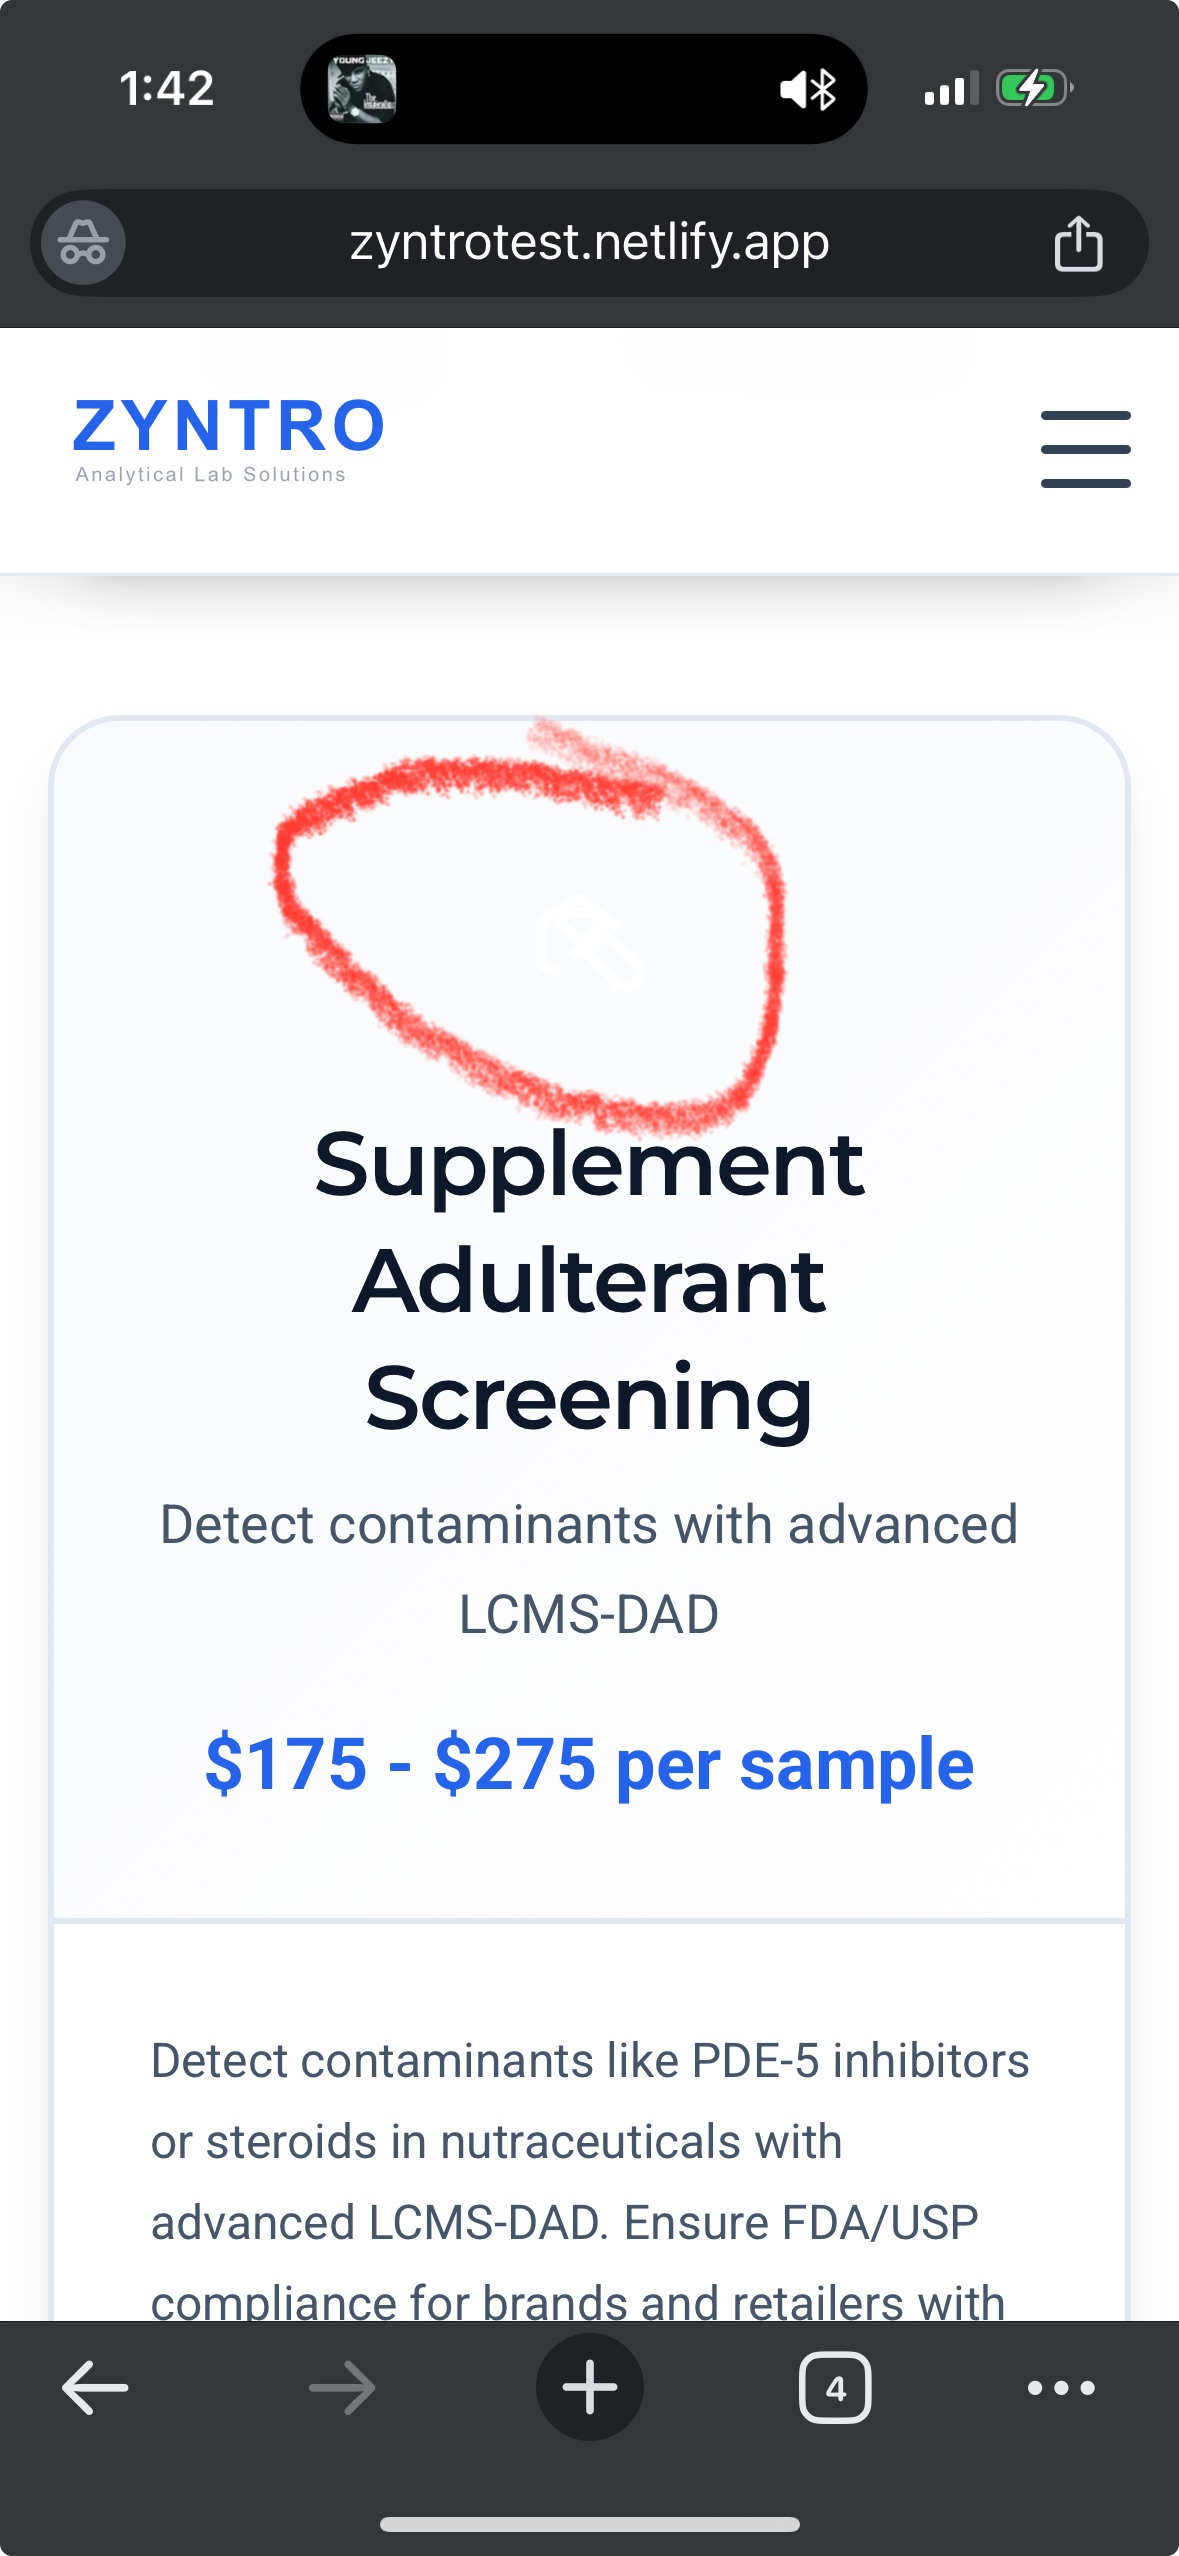 1:42
YOUNG JEEZY
zyntrotest.netlify.app
ZYNTRO
Analytical Lab Solutions
Supplement
Adulterant
Screening
Detect contaminants with advanced
LCMS-DAD
$175 - $275 per sample
Detect contaminants like PDE-5 inhibitors
or steroids in nutraceuticals with
advanced LCMS-DAD. Ensure FDA/USP
compliance for brands and retailers with
4